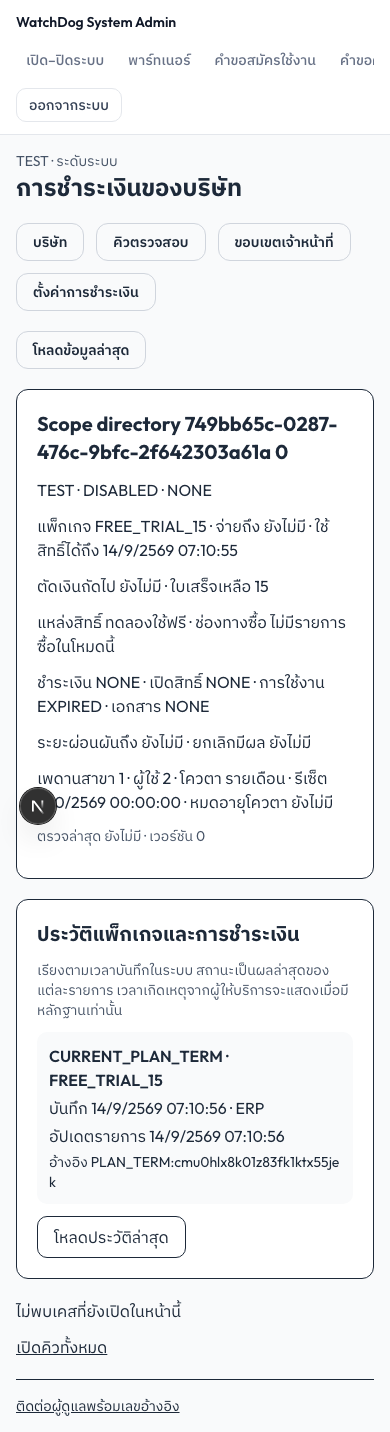 WatchDog System Admin
เปิด–ปิดระบบ พาร์ทเนอร์ คำขอสมัครใช้งาน
ออกจากระบบ
TEST · ระดับระบบ
การชำระเงินของบริษัท
บริษัท คิวตรวจสอบ ขอบเขตเจ้าหน้าที่
ตั้งค่าการชำระเงิน
โหลดข้อมูลล่าสุด
Scope directory 749bb65c-0287-
476c-9bfc-2f642303a61a 0
TEST · DISABLED · NONE
แพ็กเกจ FREE_TRIAL_15 · จ่ายถึง ยังไม่มี · ใช้
สิทธิ์ได้ถึง 14/9/2569 07:10:55
ตัดเงินถัดไป ยังไม่มี · ใบเสร็จเหลือ 15
แหล่งสิทธิ์ ทดลองใช้ฟรี · ช่องทางซื้อ ไม่มีรายการ
ซื้อในโหมดนี้
ชำระเงิน NONE · เปิดสิทธิ์ NONE · การใช้งาน
EXPIRED · เอกสาร NONE
ระยะผ่อนผันถึง ยังไม่มี · ยกเลิกมีผล ยังไม่มี
เพดานสาขา 1 · ผู้ใช้ 2 · โควตา รายเดือน · รีเซ็ต
0/2569 00:00:00 · หมดอายุโควตา ยังไม่มี
ตรวจล่าสุด ยังไม่มี · เวอร์ชัน 0
ประวัติแพ็กเกจและการชำระเงิน
เรียงตามเวลาบันทึกในระบบ สถานะเป็นผลล่าสุดของ
แต่ละรายการ เวลาเกิดเหตุจากผู้ให้บริการจะแสดงเมื่อมี
หลักฐานเท่านั้น
CURRENT_PLAN_TERM ·
FREE_TRIAL_15
บันทึก 14/9/2569 07:10:56 · ERP
อัปเดตรายการ 14/9/2569 07:10:56
อ้างอิง PLAN_TERM:cmu0hlx8k01z83fk1ktx55je
k
โหลดประวัติล่าสุด
ไม่พบเคสที่ยังเปิดในหน้านี้
เปิดคิวทั้งหมด
ติดต่อผู้ดูแลพร้อมเลขอ้างอิง